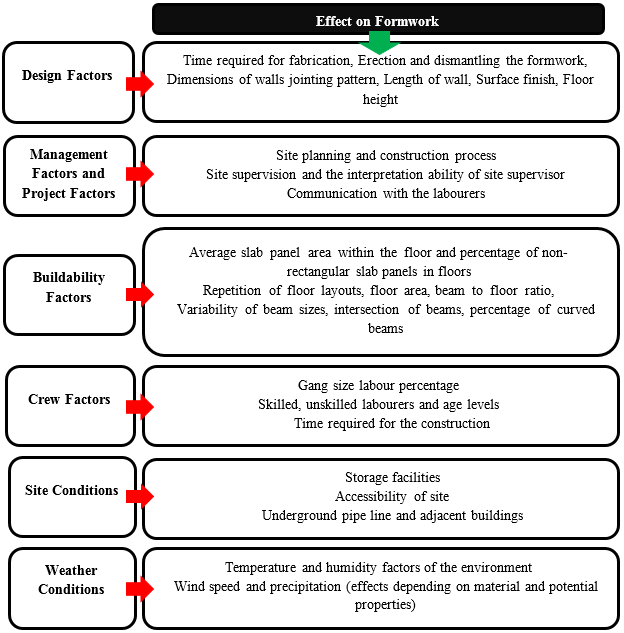 Effect on Formwork
Design Factors
Time required for fabrication, Erection and dismantling the formwork,
Dimensions of walls jointing pattern, Length of wall, Surface finish, Floor
height
Management
Factors and
Project Factors
Site planning and construction process
Site supervision and the interpretation ability of site supervisor
Communication with the labourers
Buildability
Factors
Average slab panel area within the floor and percentage of non-
rectangular slab panels in floors
Repetition of floor layouts, floor area, beam to floor ratio,
Variability of beam sizes, intersection of beams, percentage of curved
beams
Crew Factors
Gang size labour percentage
Skilled, unskilled labourers and age levels
Time required for the construction
Site Conditions
Storage facilities
Accessibility of site
Underground pipe line and adjacent buildings
Weather
Conditions
Temperature and humidity factors of the environment
Wind speed and precipitation (effects depending on material and potential
properties)